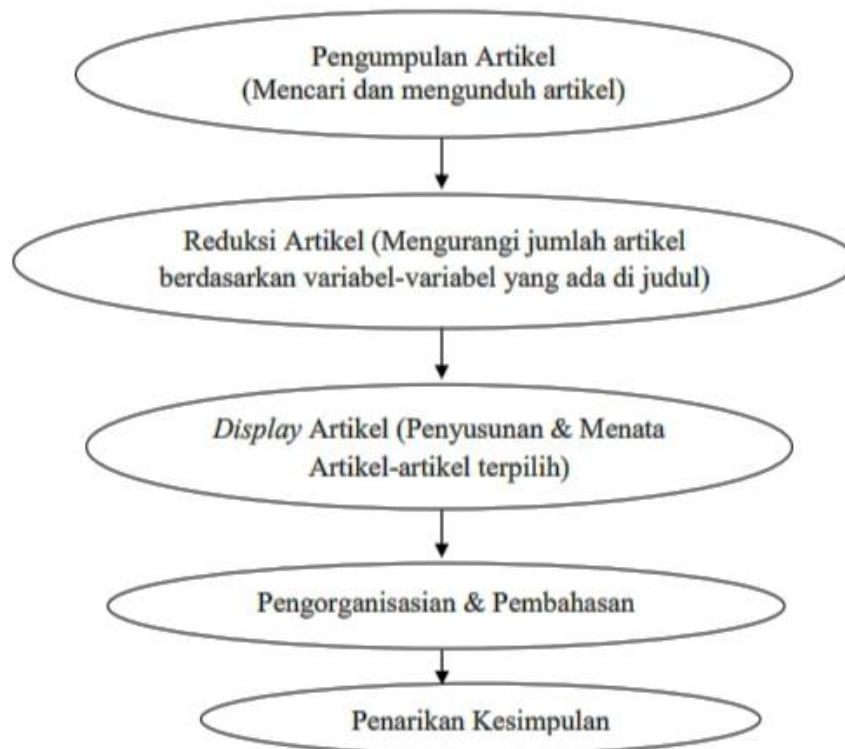 Pengumpulan Artikel
(Mencari dan mengunduh artikel)
Reduksi Artikel (Mengurangi jumlah artikel
berdasarkan variabel-variabel yang ada di judul)
Display Artikel (Penyusunan & Menata
Artikel-artikel terpilih)
Pengorganisasian & Pembahasan
Penarikan Kesimpulan